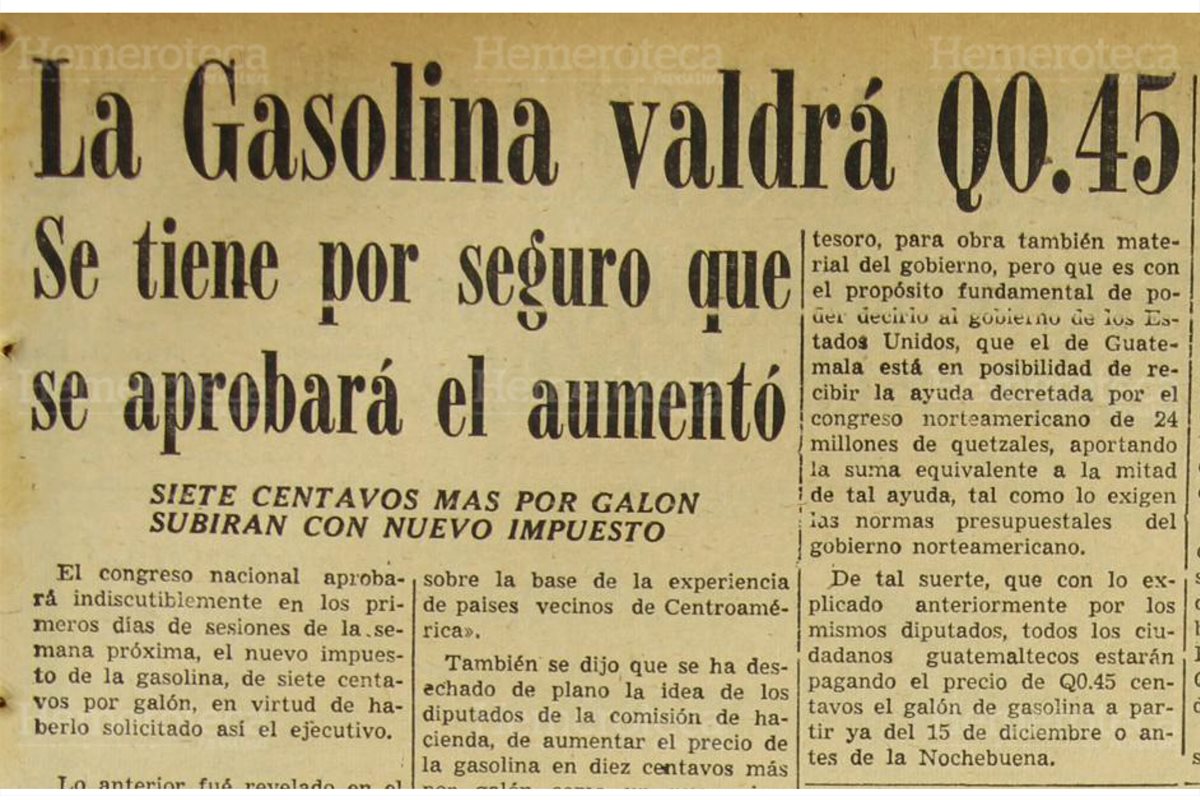 Hemeroteca Hemeroteca Hemeroteca
La Gasolina valdrá Q0.45
Se tiene por seguro que
se aprobará el aumentó
SIETE CENTAVOS MAS POR GALON
SUBIRAN CON NUEVO IMPUESTO
El congreso nacional aproba-
rá indiscutiblemente en los pri-
meros días de sesiones de la se-
mana próxima, el nuevo impues-
to de la gasolina, de siete centa-
vos por galón, en virtud de ha-
berlo solicitado así el ejecutivo.
Lo anterior fué revelado en el
sobre la base de la experiencia
de paises vecinos de Centroamé-
rica».
También se dijo que se ha des-
echado de plano la idea de los
diputados de la comisión de ha-
cienda, de aumentar el precio de
la gasolina en diez centavos más
por galón como
tesoro, para obra también mate-
rial del gobierno, pero que es con
el propósito fundamental de po-
der decirlo al gobierno de los Es-
tados Unidos, que el de Guate-
mala está en posibilidad de re-
cibir la ayuda decretada por el
congreso norteamericano de 24
millones de quetzales, aportando
la suma equivalente a la mitad
de tal ayuda, tal como lo exigen
las normas presupuestales del
gobierno norteamericano.
De tal suerte, que con lo ex-
plicado anteriormente por los
mismos diputados, todos los ciu-
dadanos guatemaltecos estarán
pagando el precio de Q0.45 cen-
tavos el galón de gasolina a par-
tir ya del 15 de diciembre o an-
tes de la Nochebuena.